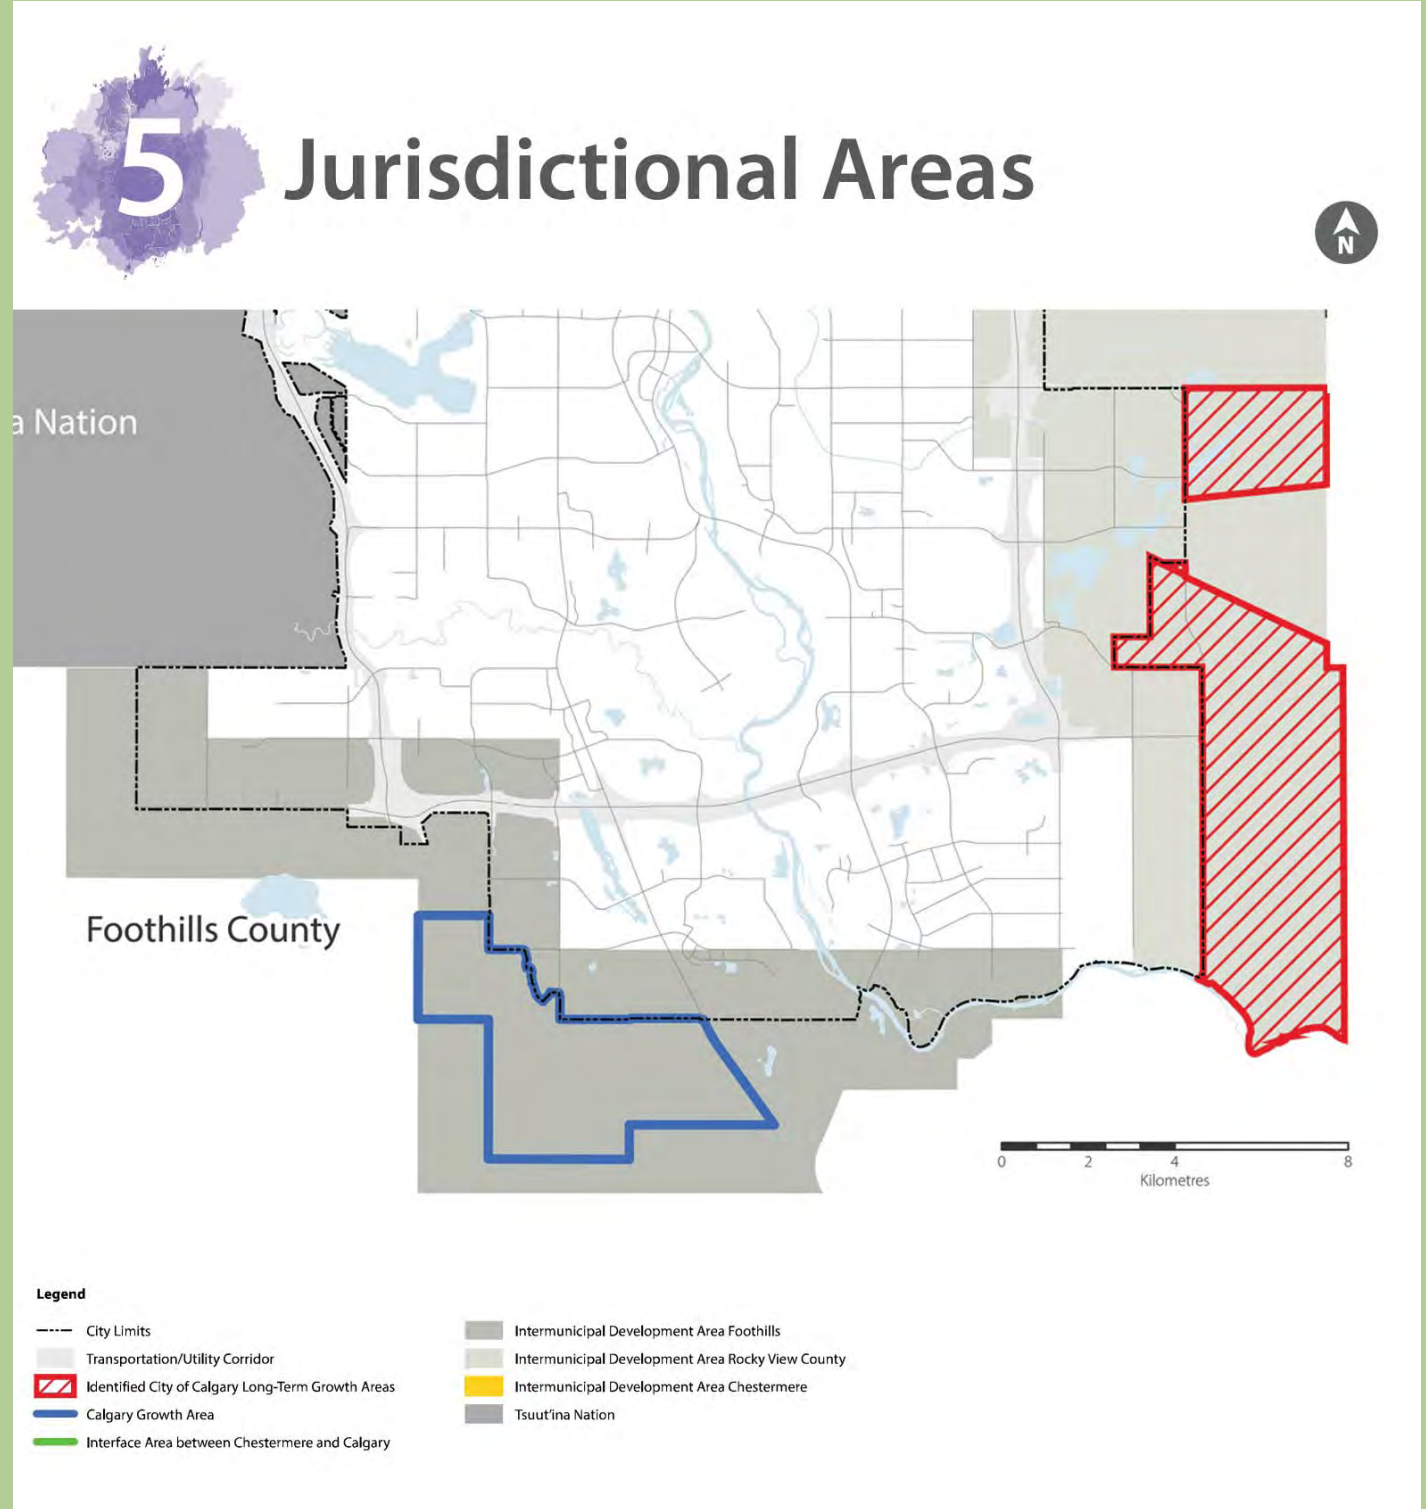 5
Jurisdictional Areas
N
a Nation
Foothills County
0 2 4 8
Kilometres
Legend
City Limits
Transportation/Utility Corridor
Identified City of Calgary Long-Term Growth Areas
Calgary Growth Area
Interface Area between Chestermere and Calgary
Intermunicipal Development Area Foothills
Intermunicipal Development Area Rocky View County
Intermunicipal Development Area Chestermere
Tsuut'ina Nation